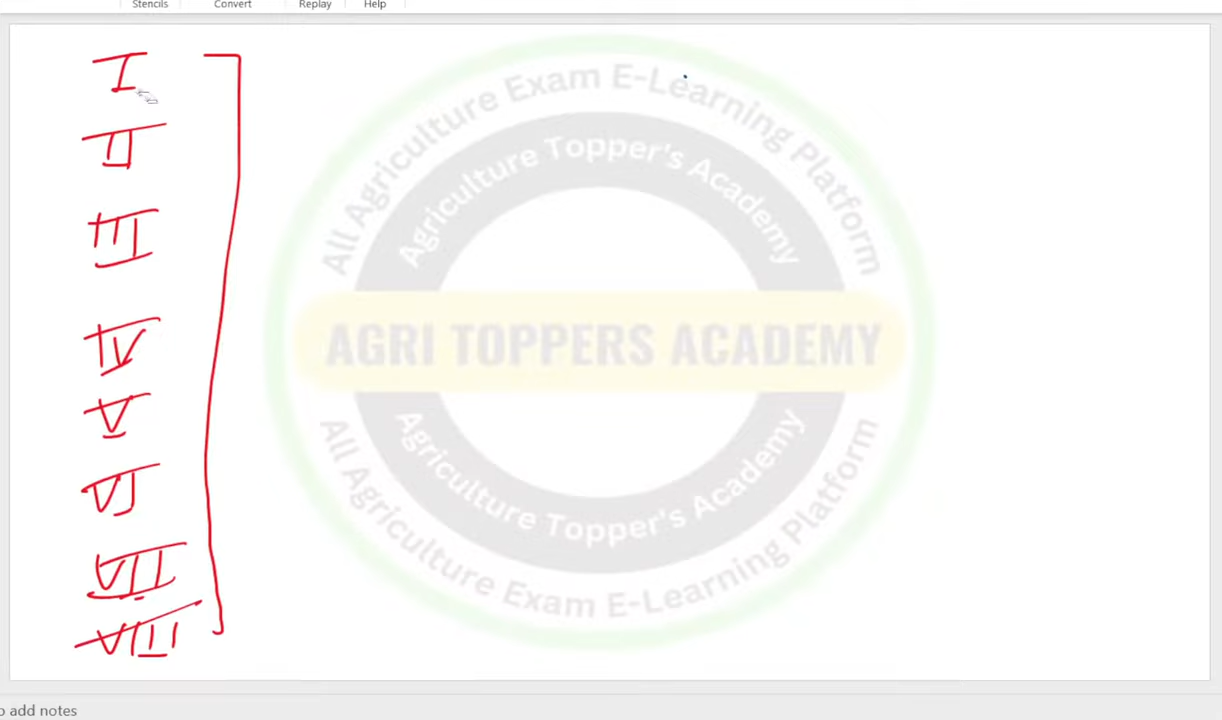 Stencils Convert Replay Help
I
II
III
IV
V
VI
VII
VIII
All Agriculture Exam E-Learning Platform
Agriculture Topper's Academy
AGRI TOPPERS ACADEMY
Agriculture Topper's Academy
All Agriculture Exam E-Learning Platform
o add notes